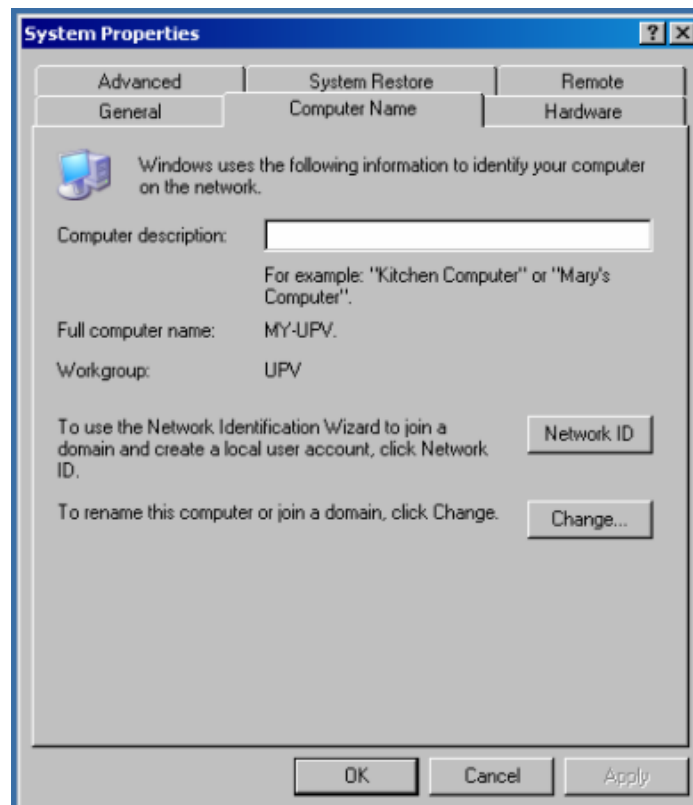 System Properties
Advanced
System Restore
Remote
General
Computer Name
Hardware
Windows uses the following information to identify your computer
on the network.
Computer description:
For example: "Kitchen Computer" or "Mary's
Computer".
Full computer name:
MY-UPV.
Workgroup:
UPV
To use the Network Identification Wizard to join a
domain and create a local user account, click Network
ID.
Network ID
To rename this computer or join a domain, click Change.
Change...
OK
Cancel
Apply